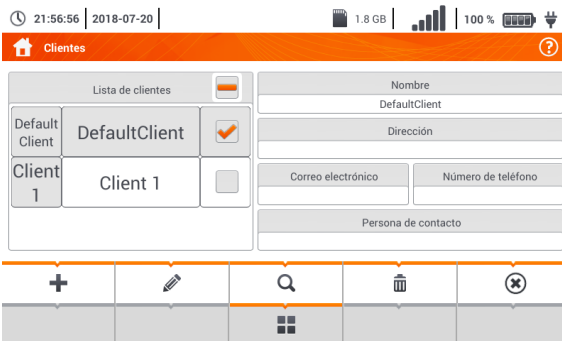 21:56:56 2018-07-20 1.8 GB 100 %
Clientes ?
Lista de clientes
Default Client
DefaultClient
Client 1
Client 1
Nombre
DefaultClient
Dirección
Correo electrónico Número de teléfono
Persona de contacto